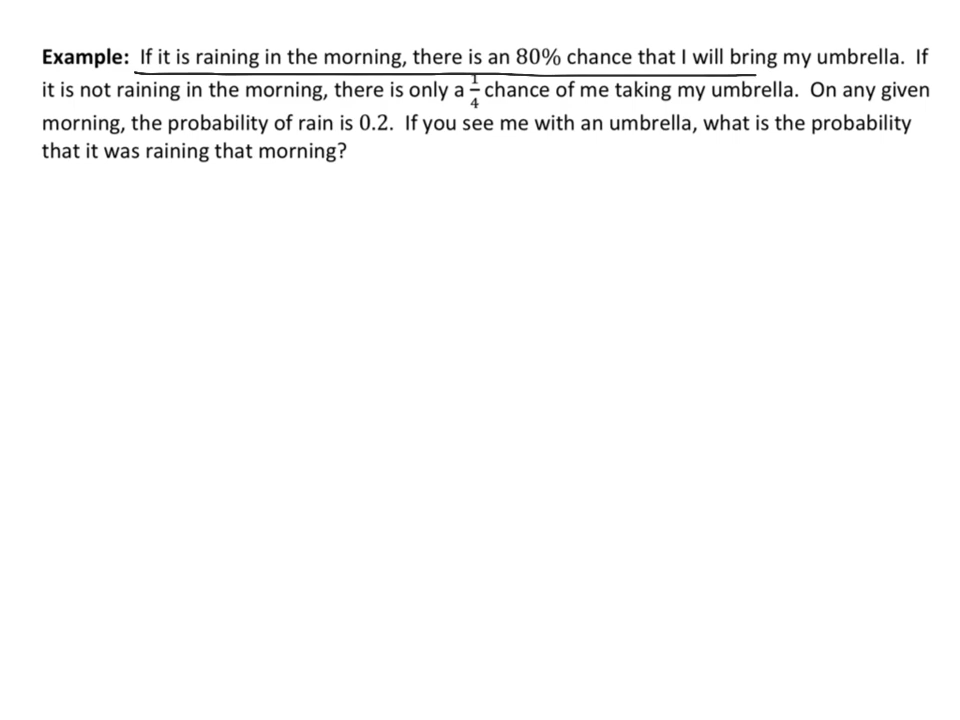 Example: If it is raining in the morning, there is an 80% chance that I will bring my umbrella. If
it is not raining in the morning, there is only a 1/4 chance of me taking my umbrella. On any given
morning, the probability of rain is 0.2. If you see me with an umbrella, what is the probability
that it was raining that morning?